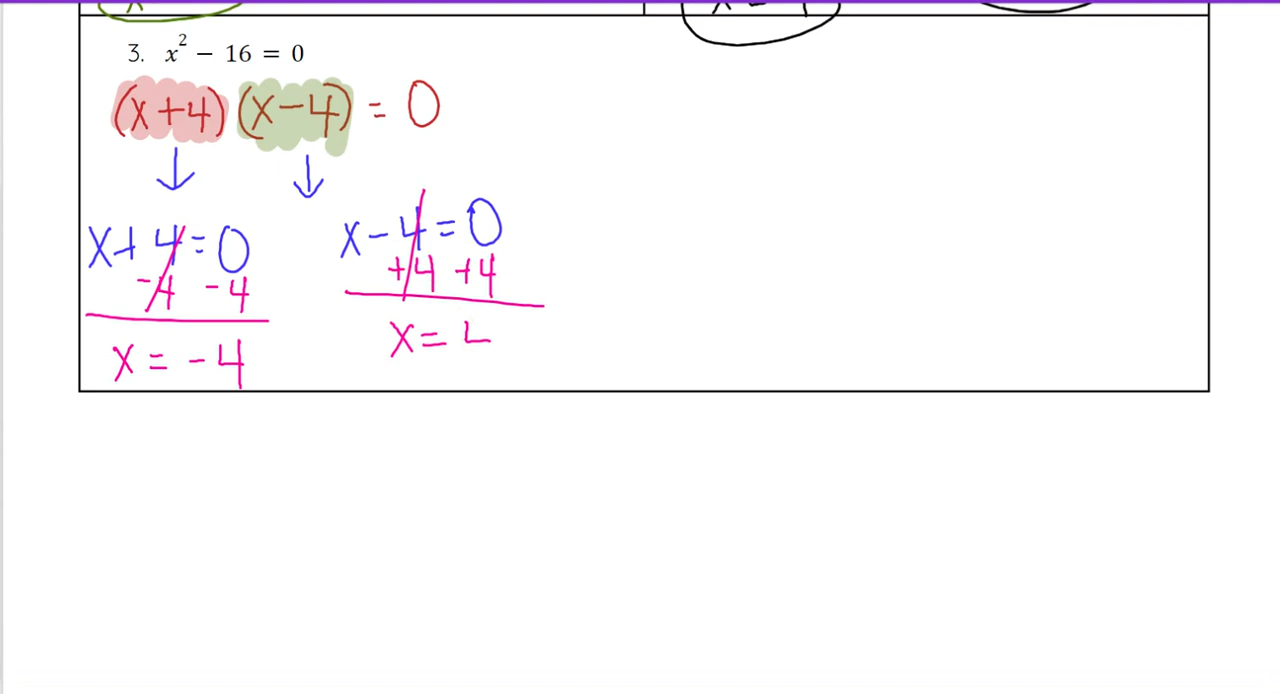 3. x² − 16 = 0
(x+4)(x−4) = 0
x+4=0
−4 −4
x = −4
x−4=0
+4 +4
x=